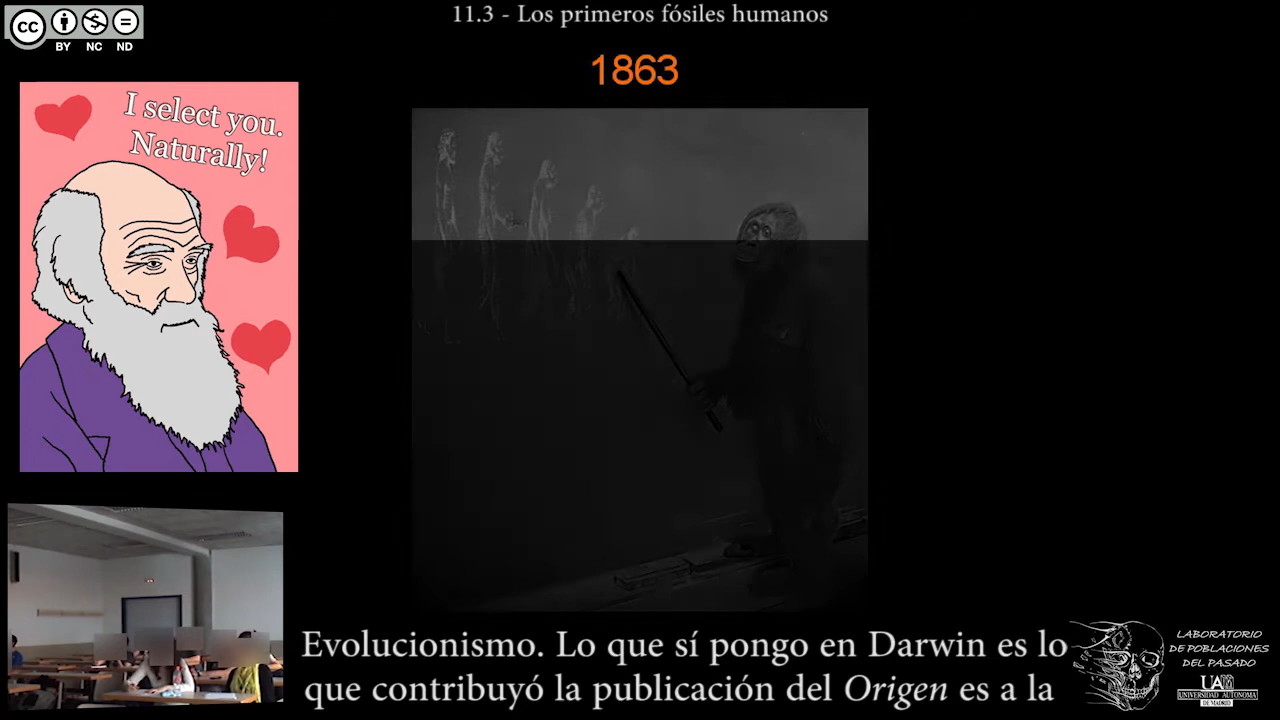 cc
BY NC ND
11.3 - Los primeros fósiles humanos
1863
I select you.
Naturally!
Evolucionismo. Lo que sí pongo en Darwin es lo
que contribuyó la publicación del Origen es a la
LABORATORIO
DE POBLACIONES
DEL PASADO
UAM
UNIVERSIDAD AUTONOMA
DE MADRID